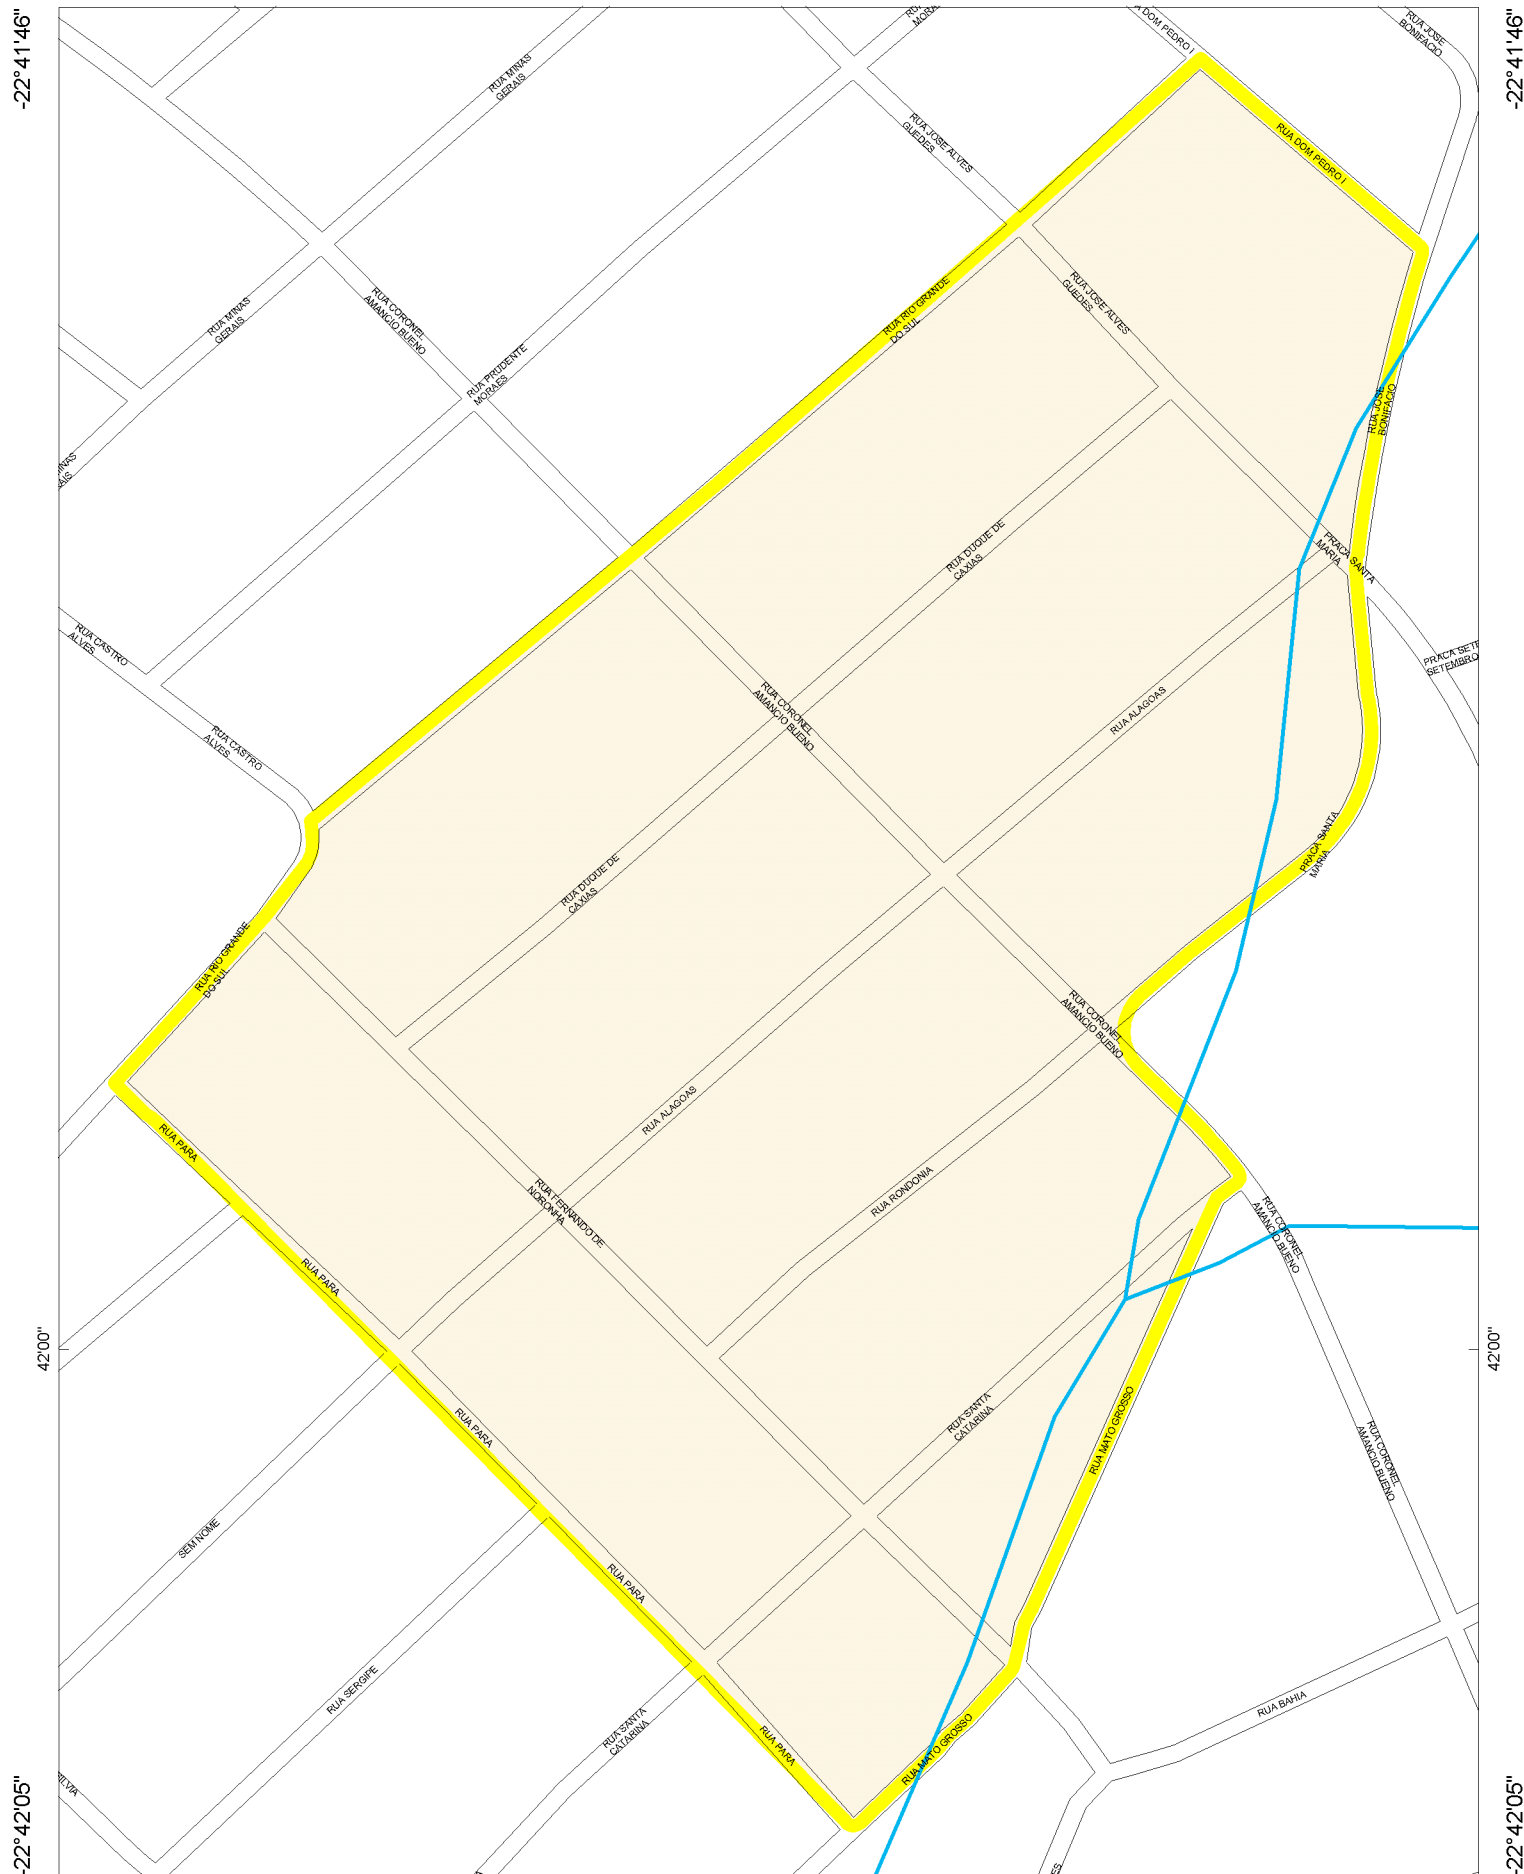 -22°41'46"
-22°41'46"
A DOM PEDRO I
RUA JOSE
BONIFACIO
RUA MINAS
GERAIS
RUA DOM PEDRO I
RUA JOSE ALVES
GUEDES
RUA MINAS
GERAIS
RUA CORONEL
AMANCIO BUENO
RUA RIO GRANDE
DO SUL
RUA JOSE ALVES
GUEDES
RUA PRUDENTE
MORAES
RUA JOSE
BONIFACIO
INAS
AIS
RUA DUQUE DE
CAXIAS
PRACA SANTA
MARIA
RUA CASTRO
ALVES
PRACA SETE
SETEMBRO
RUA CORONEL
AMANCIO BUENO
RUA ALAGOAS
RUA CASTRO
ALVES
PRACA SANTA
MARIA
RUA DUQUE DE
CAXIAS
RUA RIO GRANDE
DO SUL
RUA CORONEL
AMANCIO BUENO
RUA PARA
RUA ALAGOAS
RUA RONDONIA
RUA FERNANDO DE
NORONHA
RUA CORONEL
AMANCIO BUENO
RUA PARA
42'00"
42'00"
RUA PARA
RUA SANTA
CATARINA
RUA MATO GROSSO
RUA CORONEL
AMANCIO BUENO
SEM NOME
RUA PARA
RUA SERGIPE
RUA SANTA
CATARINA
RUA PARA
RUA MATO GROSSO
RUA BAHIA
ILVIA
-22°42'05"
-22°42'05"
ES